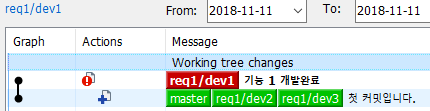 req1/dev1 From: 2018-11-11 To: 2018-11-11
Graph Actions Message
Working tree changes
req1/dev1 기능 1 개발완료
master req1/dev2 req1/dev3 첫 커밋입니다.